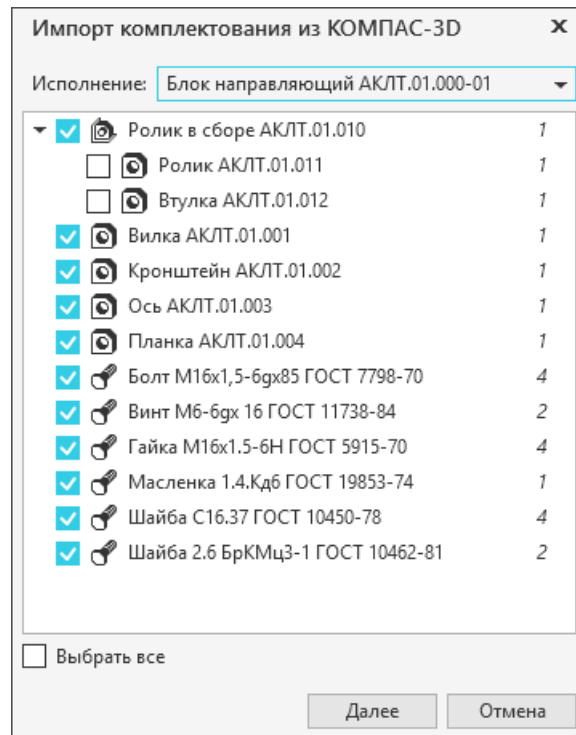 Импорт комплектования из КОМПАС-3D X
Исполнение: Блок направляющий АКЛТ.01.000-01
Ролик в сборе АКЛТ.01.010 1
Ролик АКЛТ.01.011 1
Втулка АКЛТ.01.012 1
Вилка АКЛТ.01.001 1
Кронштейн АКЛТ.01.002 1
Ось АКЛТ.01.003 1
Планка АКЛТ.01.004 1
Болт М16х1,5-6gx85 ГОСТ 7798-70 4
Винт М6-6gx 16 ГОСТ 11738-84 2
Гайка М16х1.5-6Н ГОСТ 5915-70 4
Масленка 1.4.Кд6 ГОСТ 19853-74 1
Шайба С16.37 ГОСТ 10450-78 4
Шайба 2.6 БрКМц3-1 ГОСТ 10462-81 2
Выбрать все
Далее Отмена